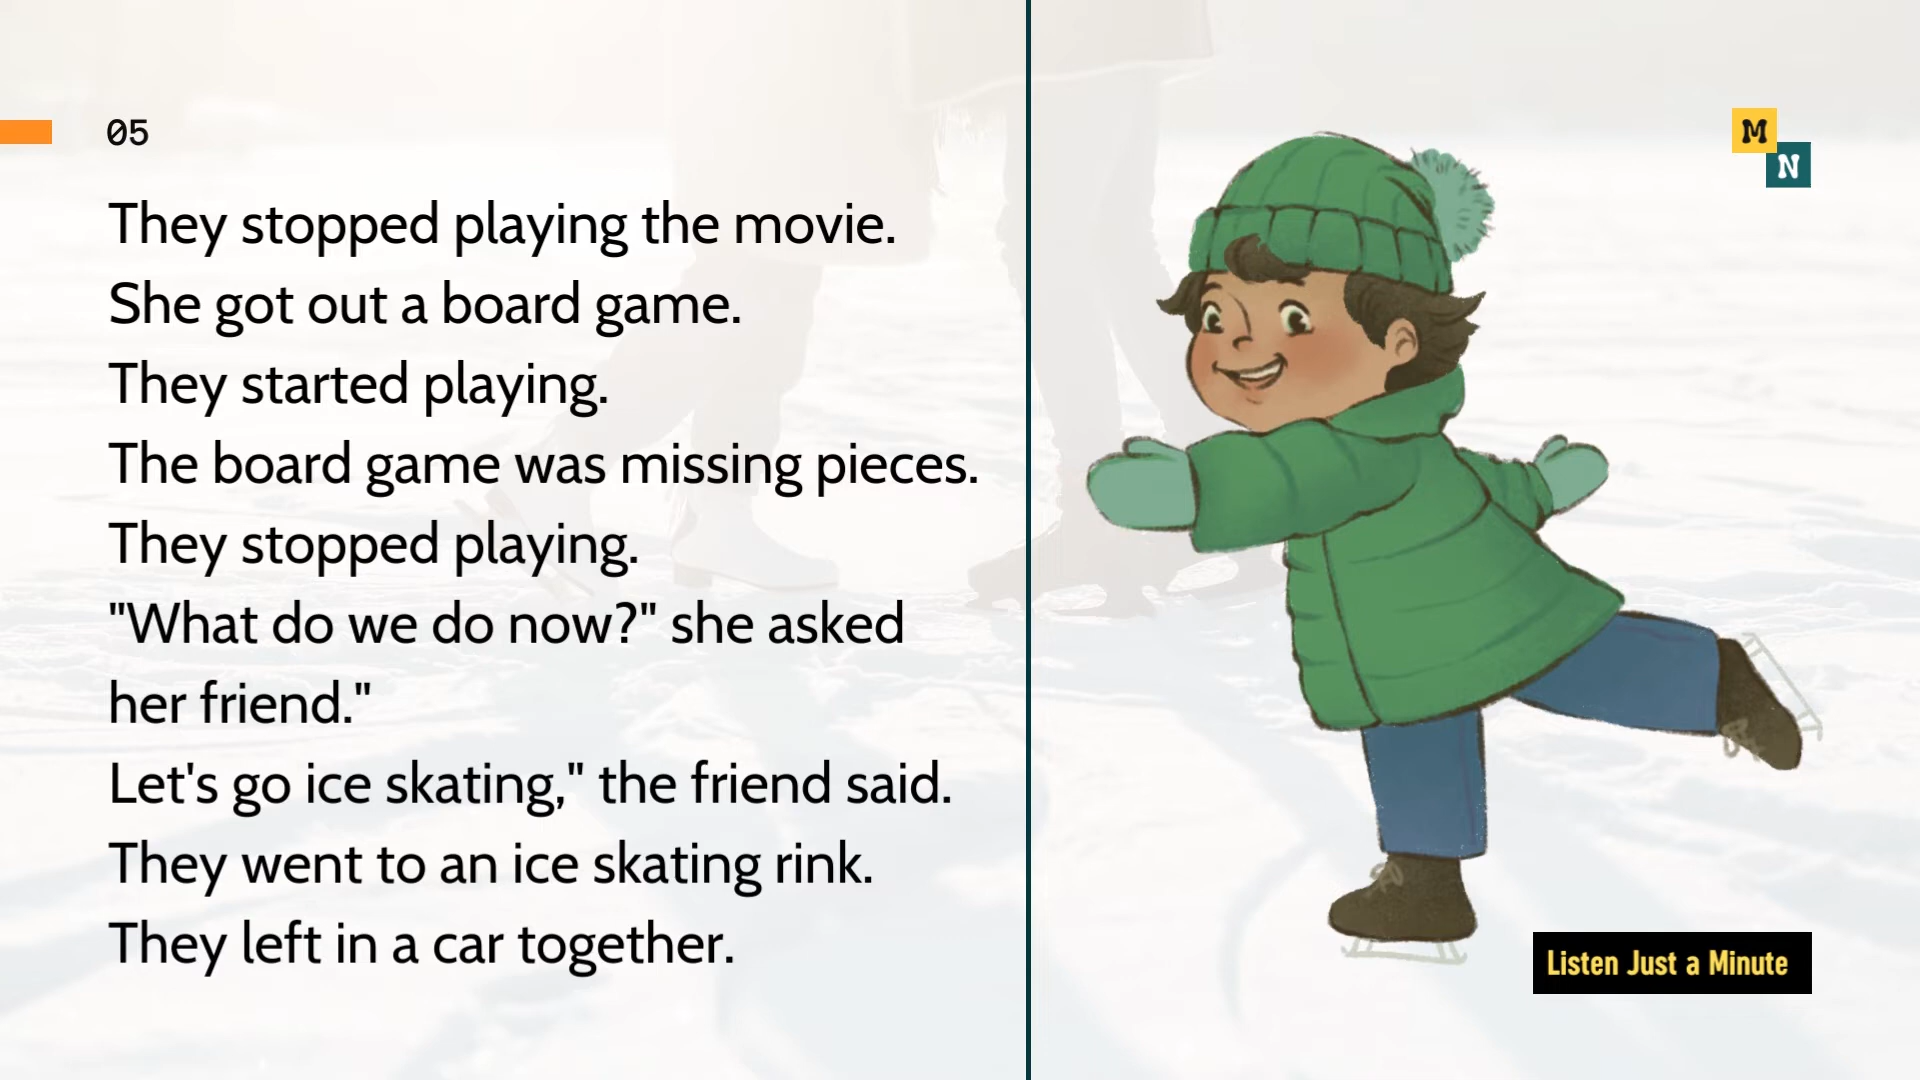 05
They stopped playing the movie.
She got out a board game.
They started playing.
The board game was missing pieces.
They stopped playing.
"What do we do now?" she asked
her friend."
Let's go ice skating," the friend said.
They went to an ice skating rink.
They left in a car together.
M
N
Listen Just a Minute